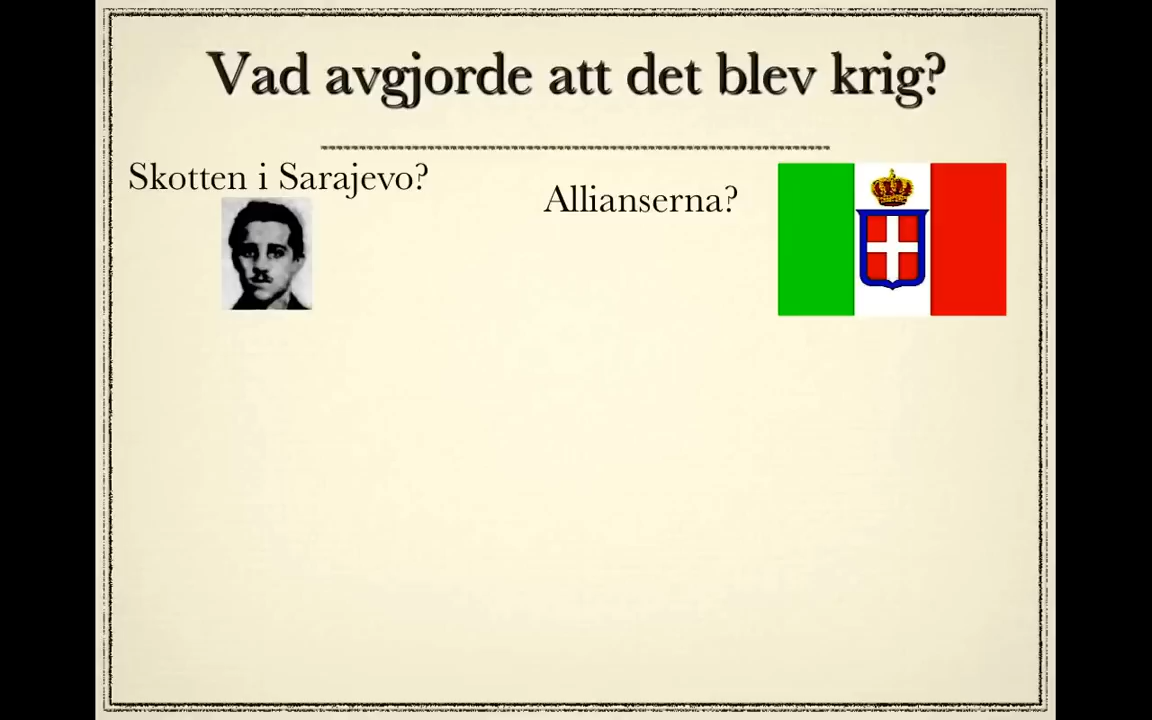 Vad avgjorde att det blev krig?
Skotten i Sarajevo?
Allianserna?